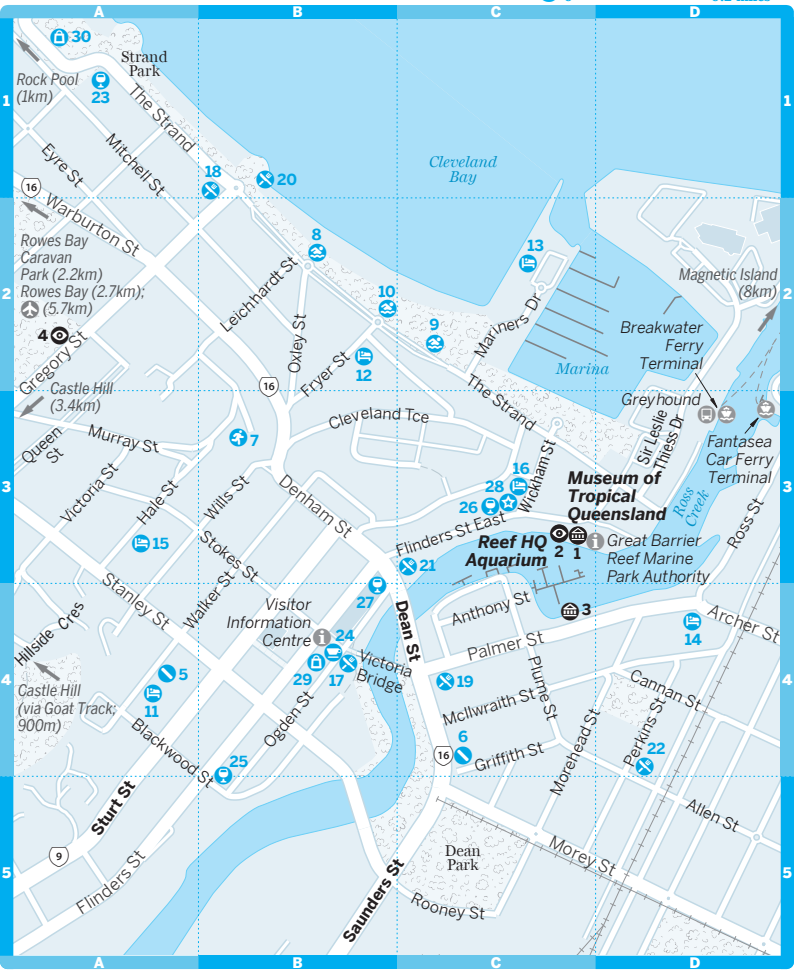 A
B
C
D
30
Strand
Park
Rock Pool
(1km)
23
1
1
The Strand
Mitchell St
Eyre St
Cleveland
Bay
18
20
16
Warburton St
Rowes Bay
Caravan
Park (2.2km)
Rowes Bay (2.7km);
(5.7km)
8
13
Leichhardt St
Magnetic Island
(8km)
2
2
10
Mariners Dr
Breakwater
Ferry
Terminal
4
Oxley St
9
Gregory St
Fryer St
12
Marina
Castle Hill
(3.4km)
16
The Strand
Greyhound
Cleveland Tce
Sir Leslie
Thiess Dr
Queen
St
Murray St
7
Fantasea
Car Ferry
Terminal
Wickham St
16
28
26
Museum of
Tropical
Queensland
3
3
Victoria St
Hale St
Wills St
Denham St
Ross
Creek
Ross St
Flinders St East
Reef HQ
Aquarium
2
1
Great Barrier
Reef Marine
Park Authority
15
Stokes St
21
Stanley St
Walker St
27
Dean St
Anthony St
3
Visitor
Information
Centre
24
Hillside Cres
Palmer St
14
Archer St
29
17
Victoria
Bridge
4
4
5
11
19
Plume St
Cannan St
Castle Hill
(via Goat Track;
900m)
McIlwraith St
Ogden St
6
Morehead St
Perkins St
22
Blackwood St
25
16
Griffith St
Sturt St
Allen St
Morey St
Dean
Park
9
5
5
Flinders St
Saunders St
Rooney St
A
B
C
D